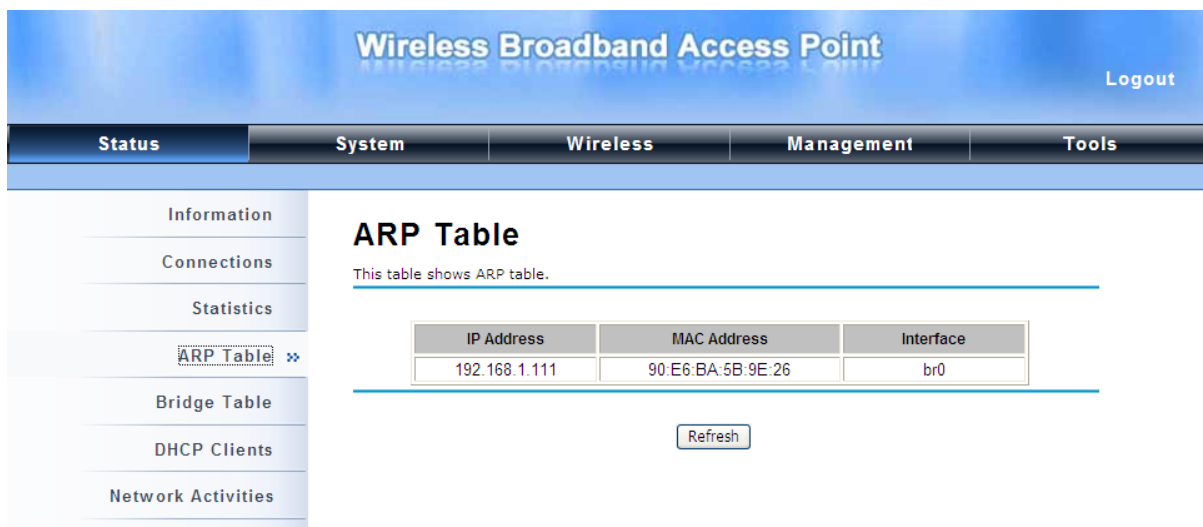 Wireless Broadband Access Point
Logout
Status System Wireless Management Tools
Information
Connections
Statistics
ARP Table »
Bridge Table
DHCP Clients
Network Activities
ARP Table
This table shows ARP table.
IP Address MAC Address Interface
192.168.1.111 90:E6:BA:5B:9E:26 br0
Refresh